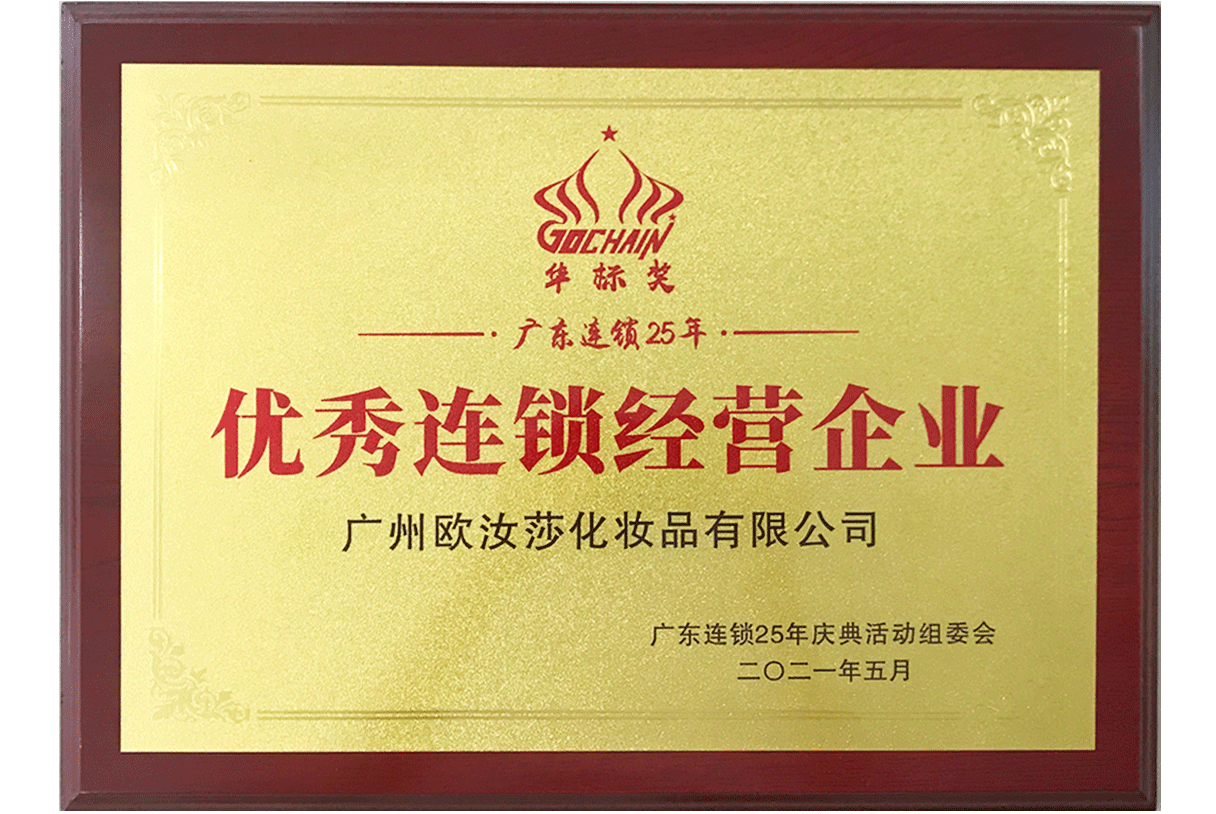 GOCHAIN
华标奖
·广东连锁25年·
优秀连锁经营企业
广州欧汝莎化妆品有限公司
广东连锁25年庆典活动组委会
二〇二一年五月